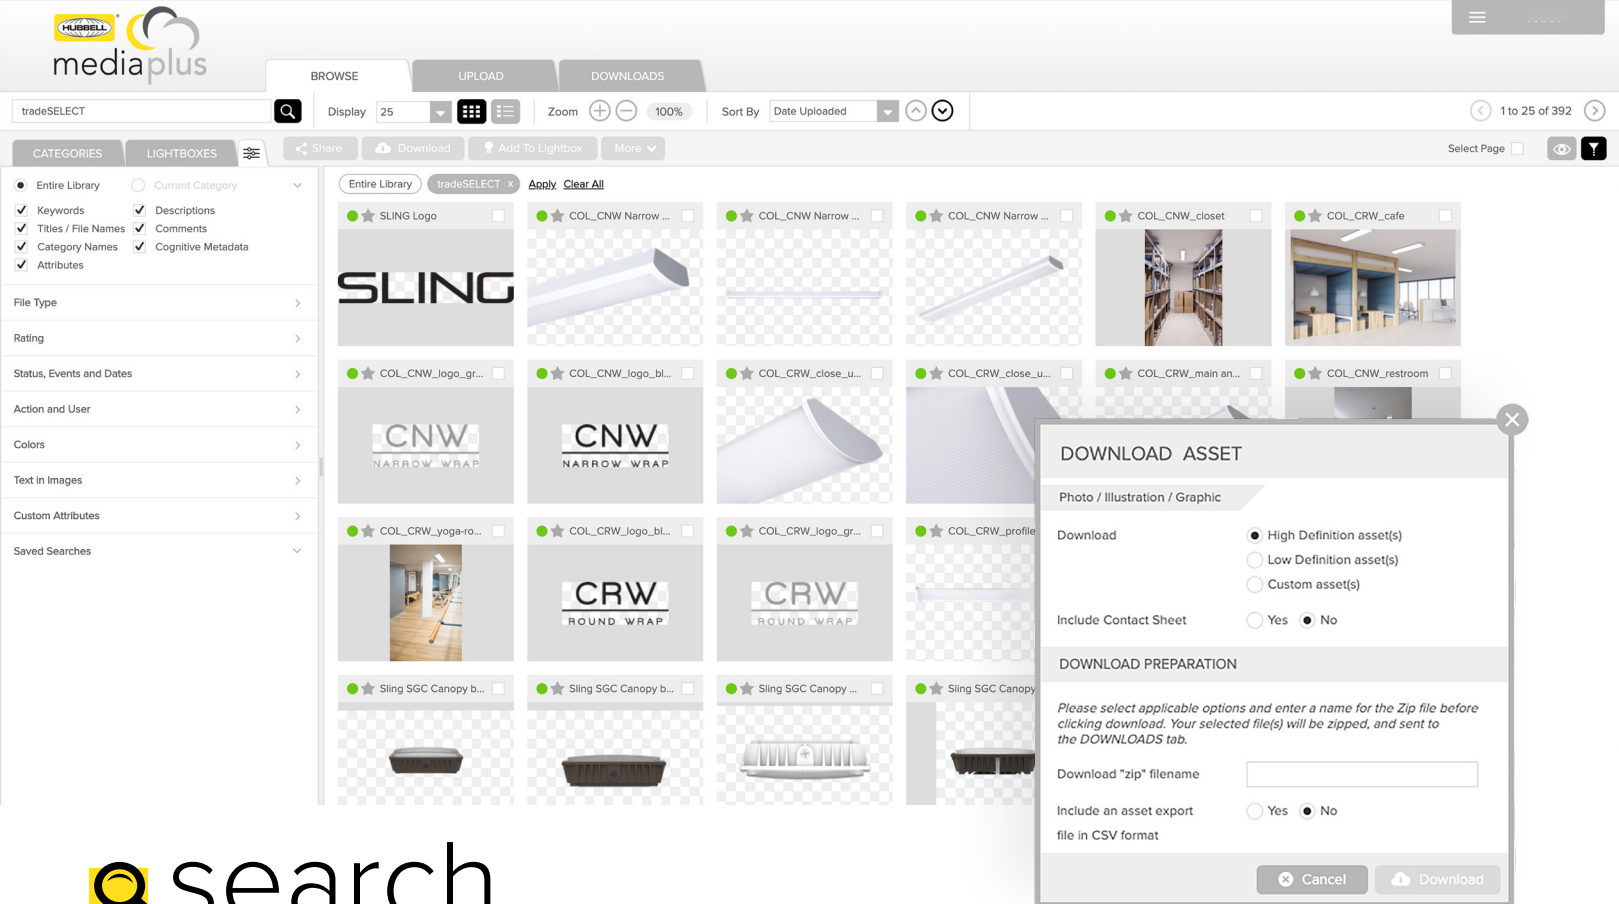 HUBBELL
mediaplus
BROWSE
UPLOAD
DOWNLOADS
tradeSELECT
Display
25
Zoom
100%
Sort By
Date Uploaded
1 to 25 of 392
CATEGORIES
LIGHTBOXES
Share
Download
Add To Lightbox
More
Select Page
Entire Library
Current Category
Keywords
Descriptions
Titles / File Names
Comments
Category Names
Cognitive Metadata
Attributes
File Type
Rating
Status, Events and Dates
Action and User
Colors
Text in Images
Custom Attributes
Saved Searches
Entire Library
tradeSELECT x
Apply
Clear All
SLING Logo
COL_CNW Narrow ...
COL_CNW Narrow ...
COL_CNW Narrow ...
COL_CNW_closet
COL_CRW_cafe
SLING
COL_CNW_logo_gr...
COL_CNW_logo_bl...
COL_CRW_close_u...
COL_CRW_close_u...
COL_CRW_main an...
COL_CNW_restroom
CNW
NARROW WRAP
CNW
NARROW WRAP
COL_CRW_yoga-ro...
COL_CRW_logo_bl...
COL_CRW_logo_gr...
COL_CRW_profile
CRW
ROUND WRAP
CRW
ROUND WRAP
Sling SGC Canopy b...
Sling SGC Canopy b...
Sling SGC Canopy ...
Sling SGC Canopy
DOWNLOAD ASSET
Photo / Illustration / Graphic
Download
High Definition asset(s)
Low Definition asset(s)
Custom asset(s)
Include Contact Sheet
Yes
No
DOWNLOAD PREPARATION
Please select applicable options and enter a name for the Zip file before
clicking download. Your selected file(s) will be zipped, and sent to
the DOWNLOADS tab.
Download "zip" filename
Include an asset export
file in CSV format
Yes
No
Cancel
Download
search